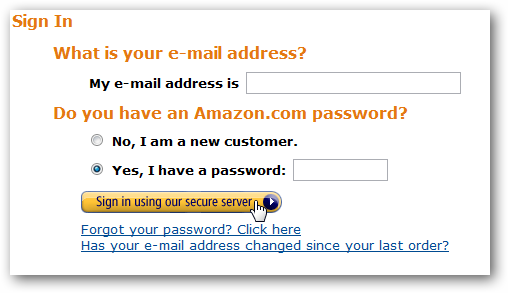 Sign In
What is your e-mail address?
My e-mail address is
Do you have an Amazon.com password?
No, I am a new customer.
Yes, I have a password:
Sign in using our secure server
Forgot your password? Click here
Has your e-mail address changed since your last order?